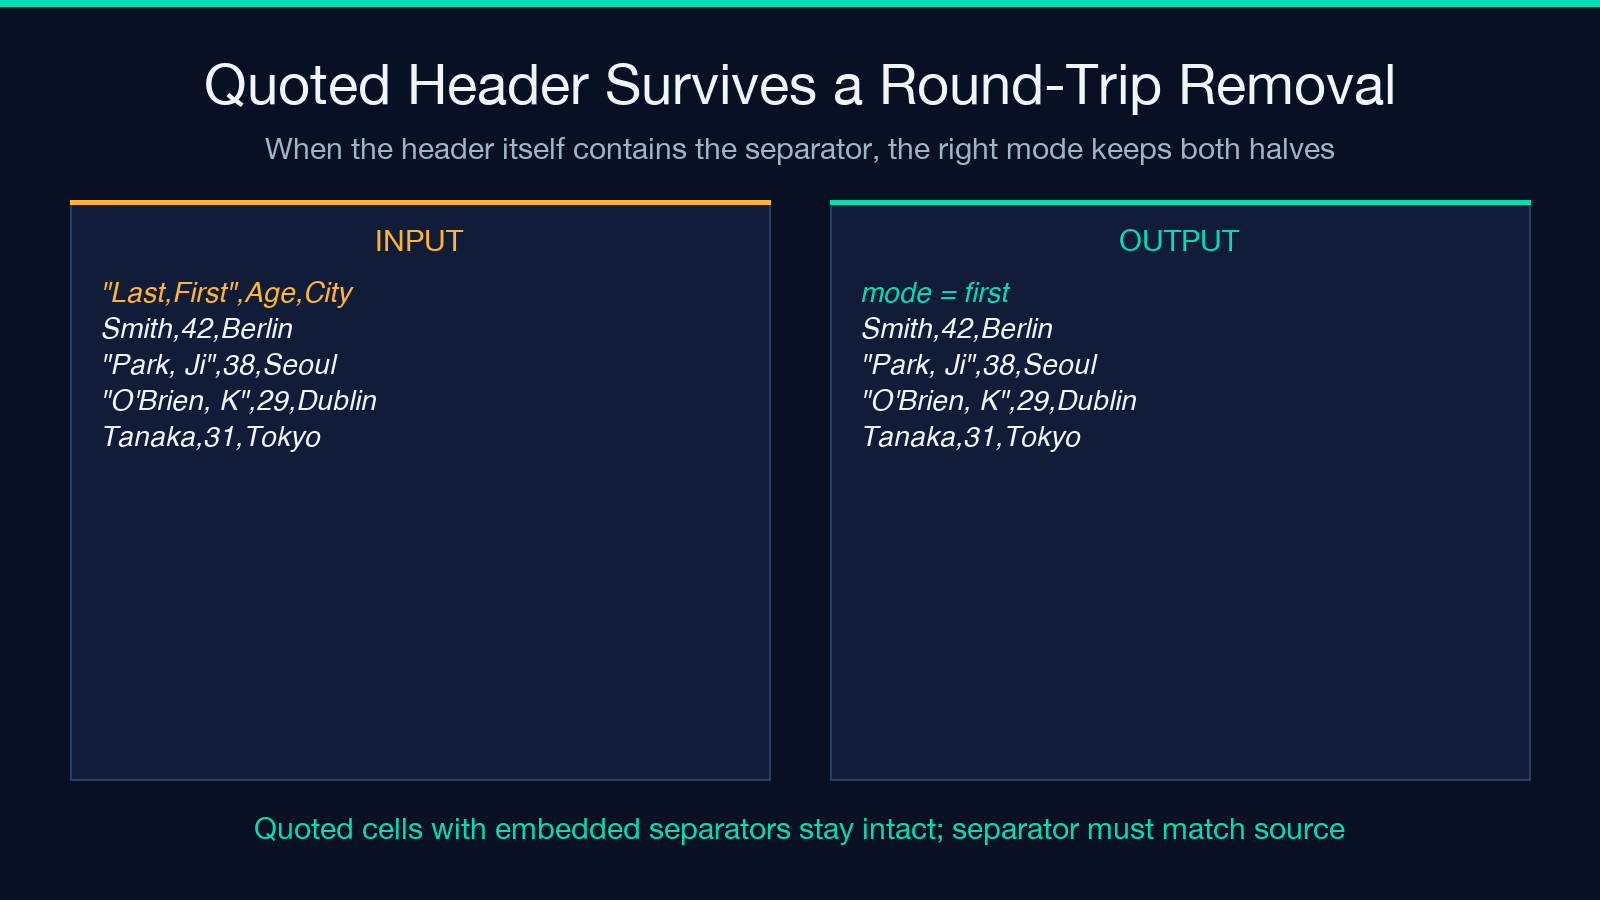 Quoted Header Survives a Round-Trip Removal
When the header itself contains the separator, the right mode keeps both halves
INPUT
"Last,First",Age,City
Smith,42,Berlin
"Park, Ji",38,Seoul
"O'Brien, K",29,Dublin
Tanaka,31,Tokyo
OUTPUT
mode = first
Smith,42,Berlin
"Park, Ji",38,Seoul
"O'Brien, K",29,Dublin
Tanaka,31,Tokyo
Quoted cells with embedded separators stay intact; separator must match source